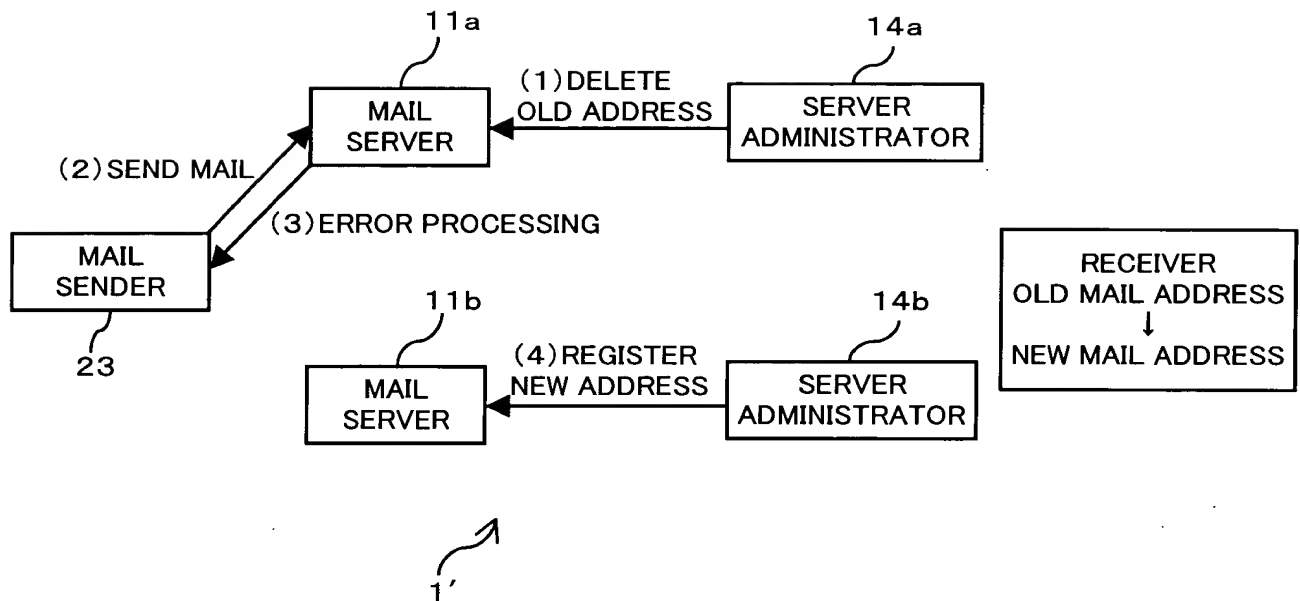 11a
14a
(1)DELETE
OLD ADDRESS
MAIL
SERVER
SERVER
ADMINISTRATOR
(2)SEND MAIL
(3)ERROR PROCESSING
MAIL
SENDER
23
RECEIVER
OLD MAIL ADDRESS
↓
NEW MAIL ADDRESS
11b
14b
(4)REGISTER
NEW ADDRESS
MAIL
SERVER
SERVER
ADMINISTRATOR
1′